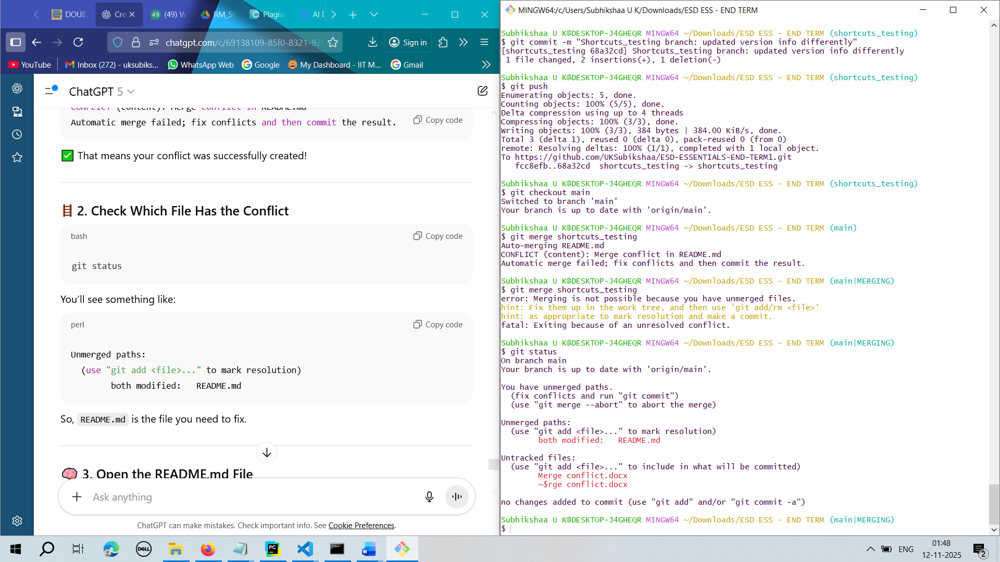 DOUB
Cre
(49) W
RM_St
Plagia
AI D
chatgpt.com/c/69138109-85f0-8321-92
Sign in
YouTube
Inbox (272) - uksubiks...
WhatsApp Web
Google
My Dashboard - IIT M...
Gmail
ChatGPT 5
CONFLICT (content): Merge conflict in README.md
Automatic merge failed; fix conflicts and then commit the result.
Copy code
That means your conflict was successfully created!
2. Check Which File Has the Conflict
bash
Copy code
git status
You'll see something like:
perl
Copy code
Unmerged paths:
(use "git add <file>..." to mark resolution)
both modified: README.md
So, README.md is the file you need to fix.
3. Open the README.md File
Ask anything
ChatGPT can make mistakes. Check important info. See Cookie Preferences.
MINGW64:/c/Users/Subhikshaa U K/Downloads/ESD ESS - END TERM
Subhikshaa U K@DESKTOP-J4GHEQR MINGW64 ~/Downloads/ESD ESS - END TERM (shortcuts_testing)
$ git commit -m "Shortcuts_testing branch: updated version info differently"
[shortcuts_testing 68a32cd] Shortcuts_testing branch: updated version info differently
1 file changed, 2 insertions(+), 1 deletion(-)
Subhikshaa U K@DESKTOP-J4GHEQR MINGW64 ~/Downloads/ESD ESS - END TERM (shortcuts_testing)
$ git push
Enumerating objects: 5, done.
Counting objects: 100% (5/5), done.
Delta compression using up to 4 threads
Compressing objects: 100% (3/3), done.
Writing objects: 100% (3/3), 384 bytes | 384.00 KiB/s, done.
Total 3 (delta 1), reused 0 (delta 0), pack-reused 0 (from 0)
remote: Resolving deltas: 100% (1/1), completed with 1 local object.
To https://github.com/UKSubikshaa/ESD-ESSENTIALS-END-TERM1.git
fcc8efb..68a32cd shortcuts_testing -> shortcuts_testing
Subhikshaa U K@DESKTOP-J4GHEQR MINGW64 ~/Downloads/ESD ESS - END TERM (shortcuts_testing)
$ git checkout main
Switched to branch 'main'
Your branch is up to date with 'origin/main'.
Subhikshaa U K@DESKTOP-J4GHEQR MINGW64 ~/Downloads/ESD ESS - END TERM (main)
$ git merge shortcuts_testing
Auto-merging README.md
CONFLICT (content): Merge conflict in README.md
Automatic merge failed; fix conflicts and then commit the result.
Subhikshaa U K@DESKTOP-J4GHEQR MINGW64 ~/Downloads/ESD ESS - END TERM (main|MERGING)
$ git merge shortcuts_testing
error: Merging is not possible because you have unmerged files.
hint: Fix them up in the work tree, and then use 'git add/rm <file>'
hint: as appropriate to mark resolution and make a commit.
fatal: Exiting because of an unresolved conflict.
Subhikshaa U K@DESKTOP-J4GHEQR MINGW64 ~/Downloads/ESD ESS - END TERM (main|MERGING)
$ git status
On branch main
Your branch is up to date with 'origin/main'.
You have unmerged paths.
(fix conflicts and run "git commit")
(use "git merge --abort" to abort the merge)
Unmerged paths:
(use "git add <file>..." to mark resolution)
both modified: README.md
Untracked files:
(use "git add <file>..." to include in what will be committed)
Merge conflict.docx
~$rge conflict.docx
no changes added to commit (use "git add" and/or "git commit -a")
Subhikshaa U K@DESKTOP-J4GHEQR MINGW64 ~/Downloads/ESD ESS - END TERM (main|MERGING)
$
DELL
PC
ENG
01:48
12-11-2025
2